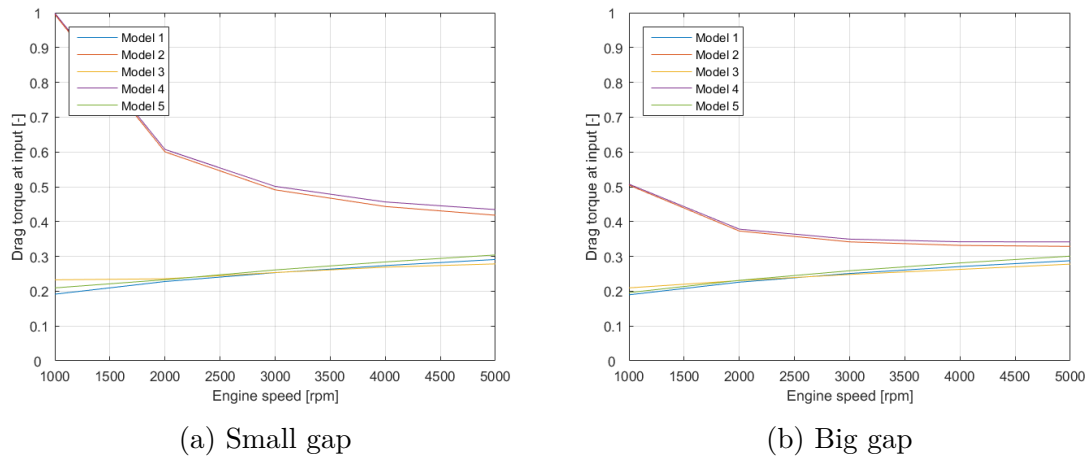 1
0.9
0.8
0.7
0.6
0.5
0.4
0.3
0.2
0.1
0
Drag torque at input [-]
Model 1
Model 2
Model 3
Model 4
Model 5
1000 1500 2000 2500 3000 3500 4000 4500 5000
Engine speed [rpm]
(a) Small gap
1
0.9
0.8
0.7
0.6
0.5
0.4
0.3
0.2
0.1
0
Drag torque at input [-]
Model 1
Model 2
Model 3
Model 4
Model 5
1000 1500 2000 2500 3000 3500 4000 4500 5000
Engine speed [rpm]
(b) Big gap